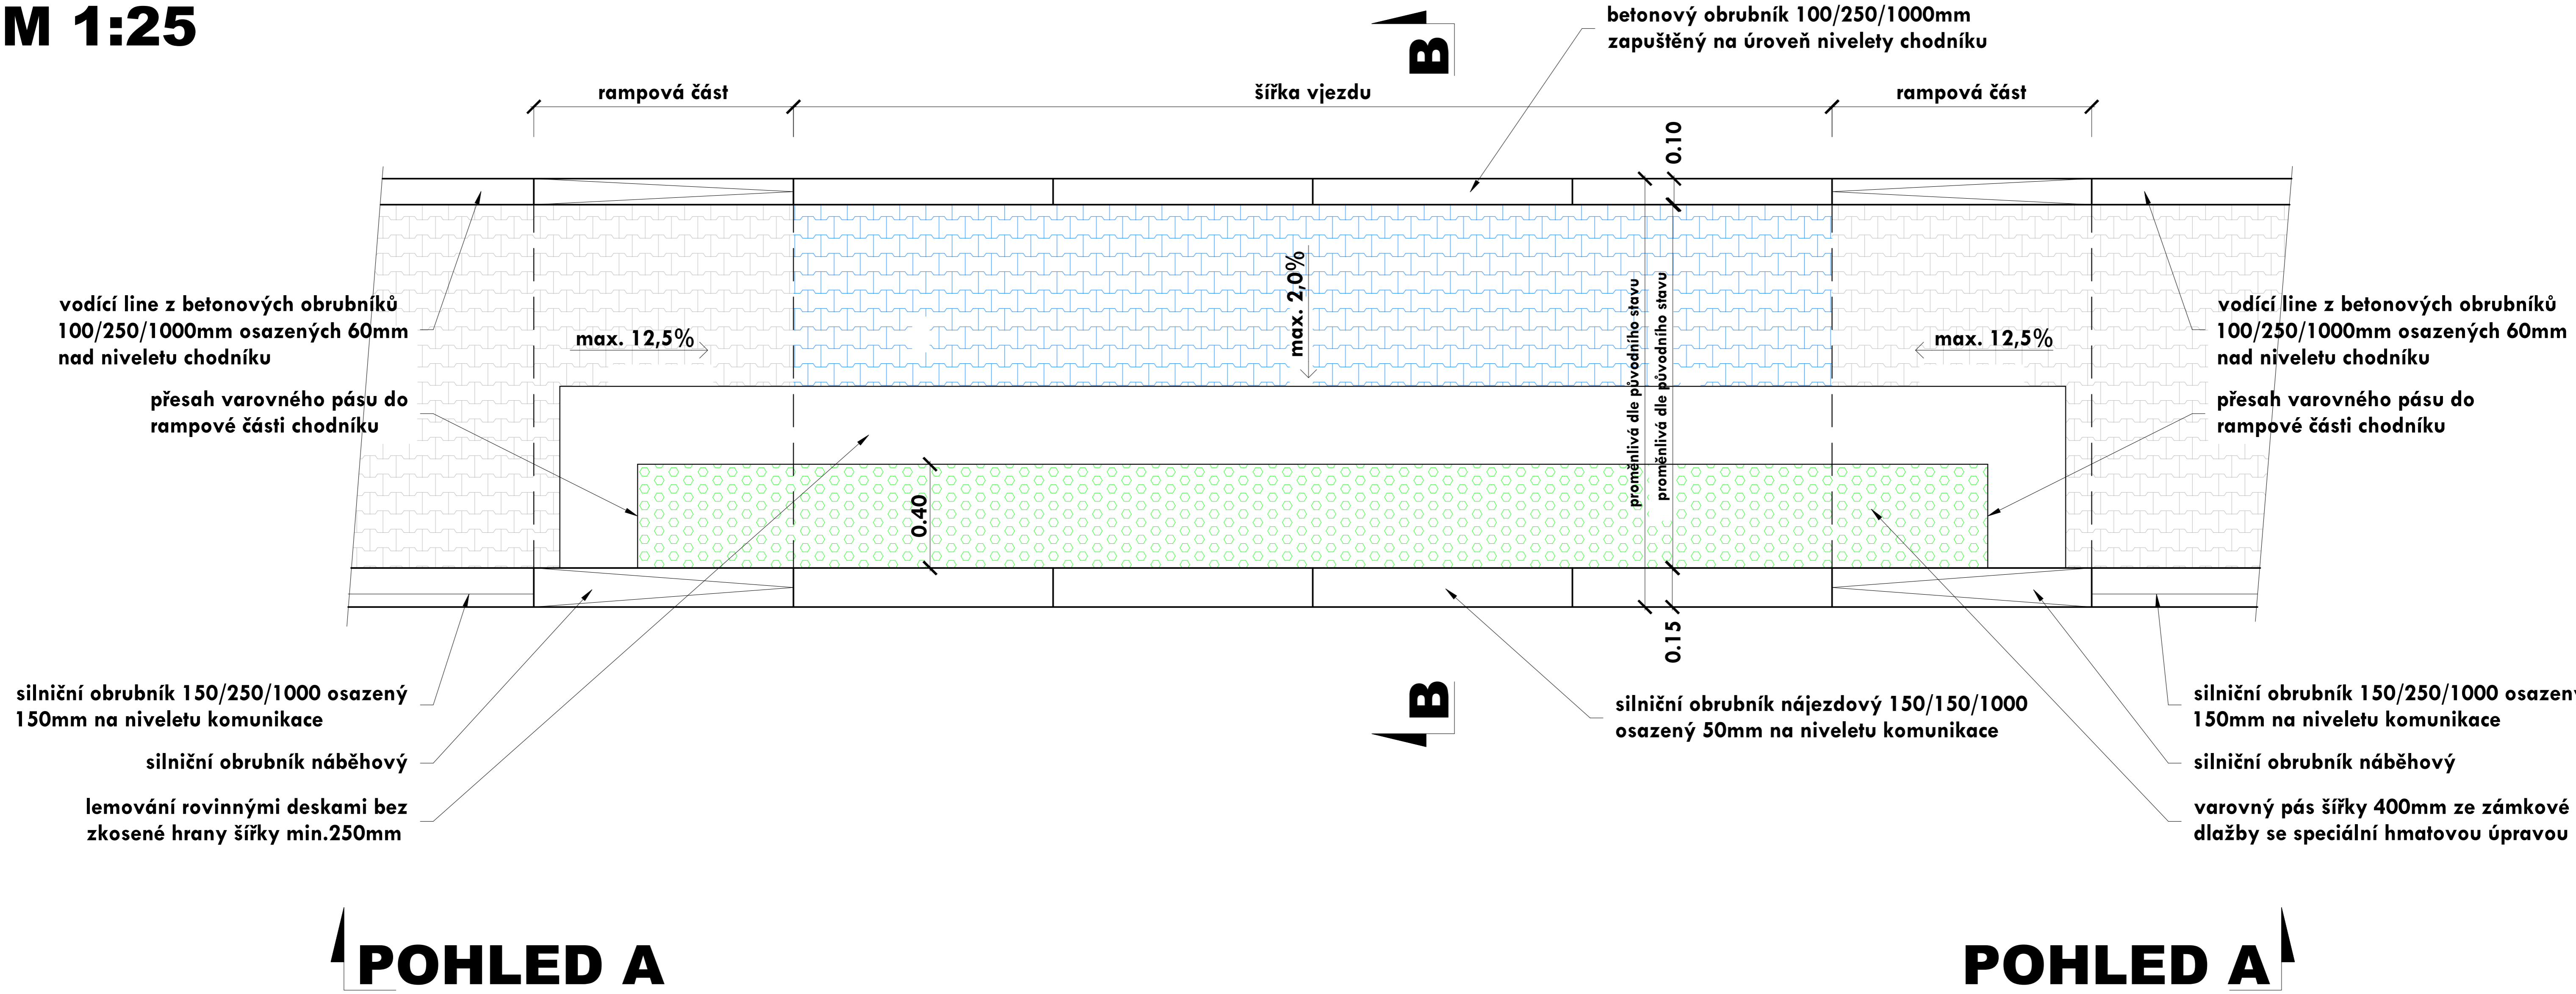 M 1:25
B
betonový obrubník 100/250/1000mm
zapuštěný na úroveň nivelety chodníku
rampová část
šířka vjezdu
rampová část
0.10
vodící line z betonových obrubníků
100/250/1000mm osazených 60mm
nad niveletu chodníku
max. 12,5%
max. 2,0%
proměnlivá dle původního stavu
proměnlivá dle původního stavu
max. 12,5%
vodící line z betonových obrubníků
100/250/1000mm osazených 60mm
nad niveletu chodníku
přesah varovného pásu do
rampové části chodníku
přesah varovného pásu do
rampové části chodníku
0.40
0.15
silniční obrubník 150/250/1000 osazený
150mm na niveletu komunikace
silniční obrubník náběhový
lemování rovinnými deskami bez
zkosené hrany šířky min.250mm
B
silniční obrubník nájezdový 150/150/1000
osazený 50mm na niveletu komunikace
silniční obrubník 150/250/1000 osazený
150mm na niveletu komunikace
silniční obrubník náběhový
varovný pás šířky 400mm ze zámkové
dlažby se speciální hmatovou úpravou
POHLED A
POHLED A